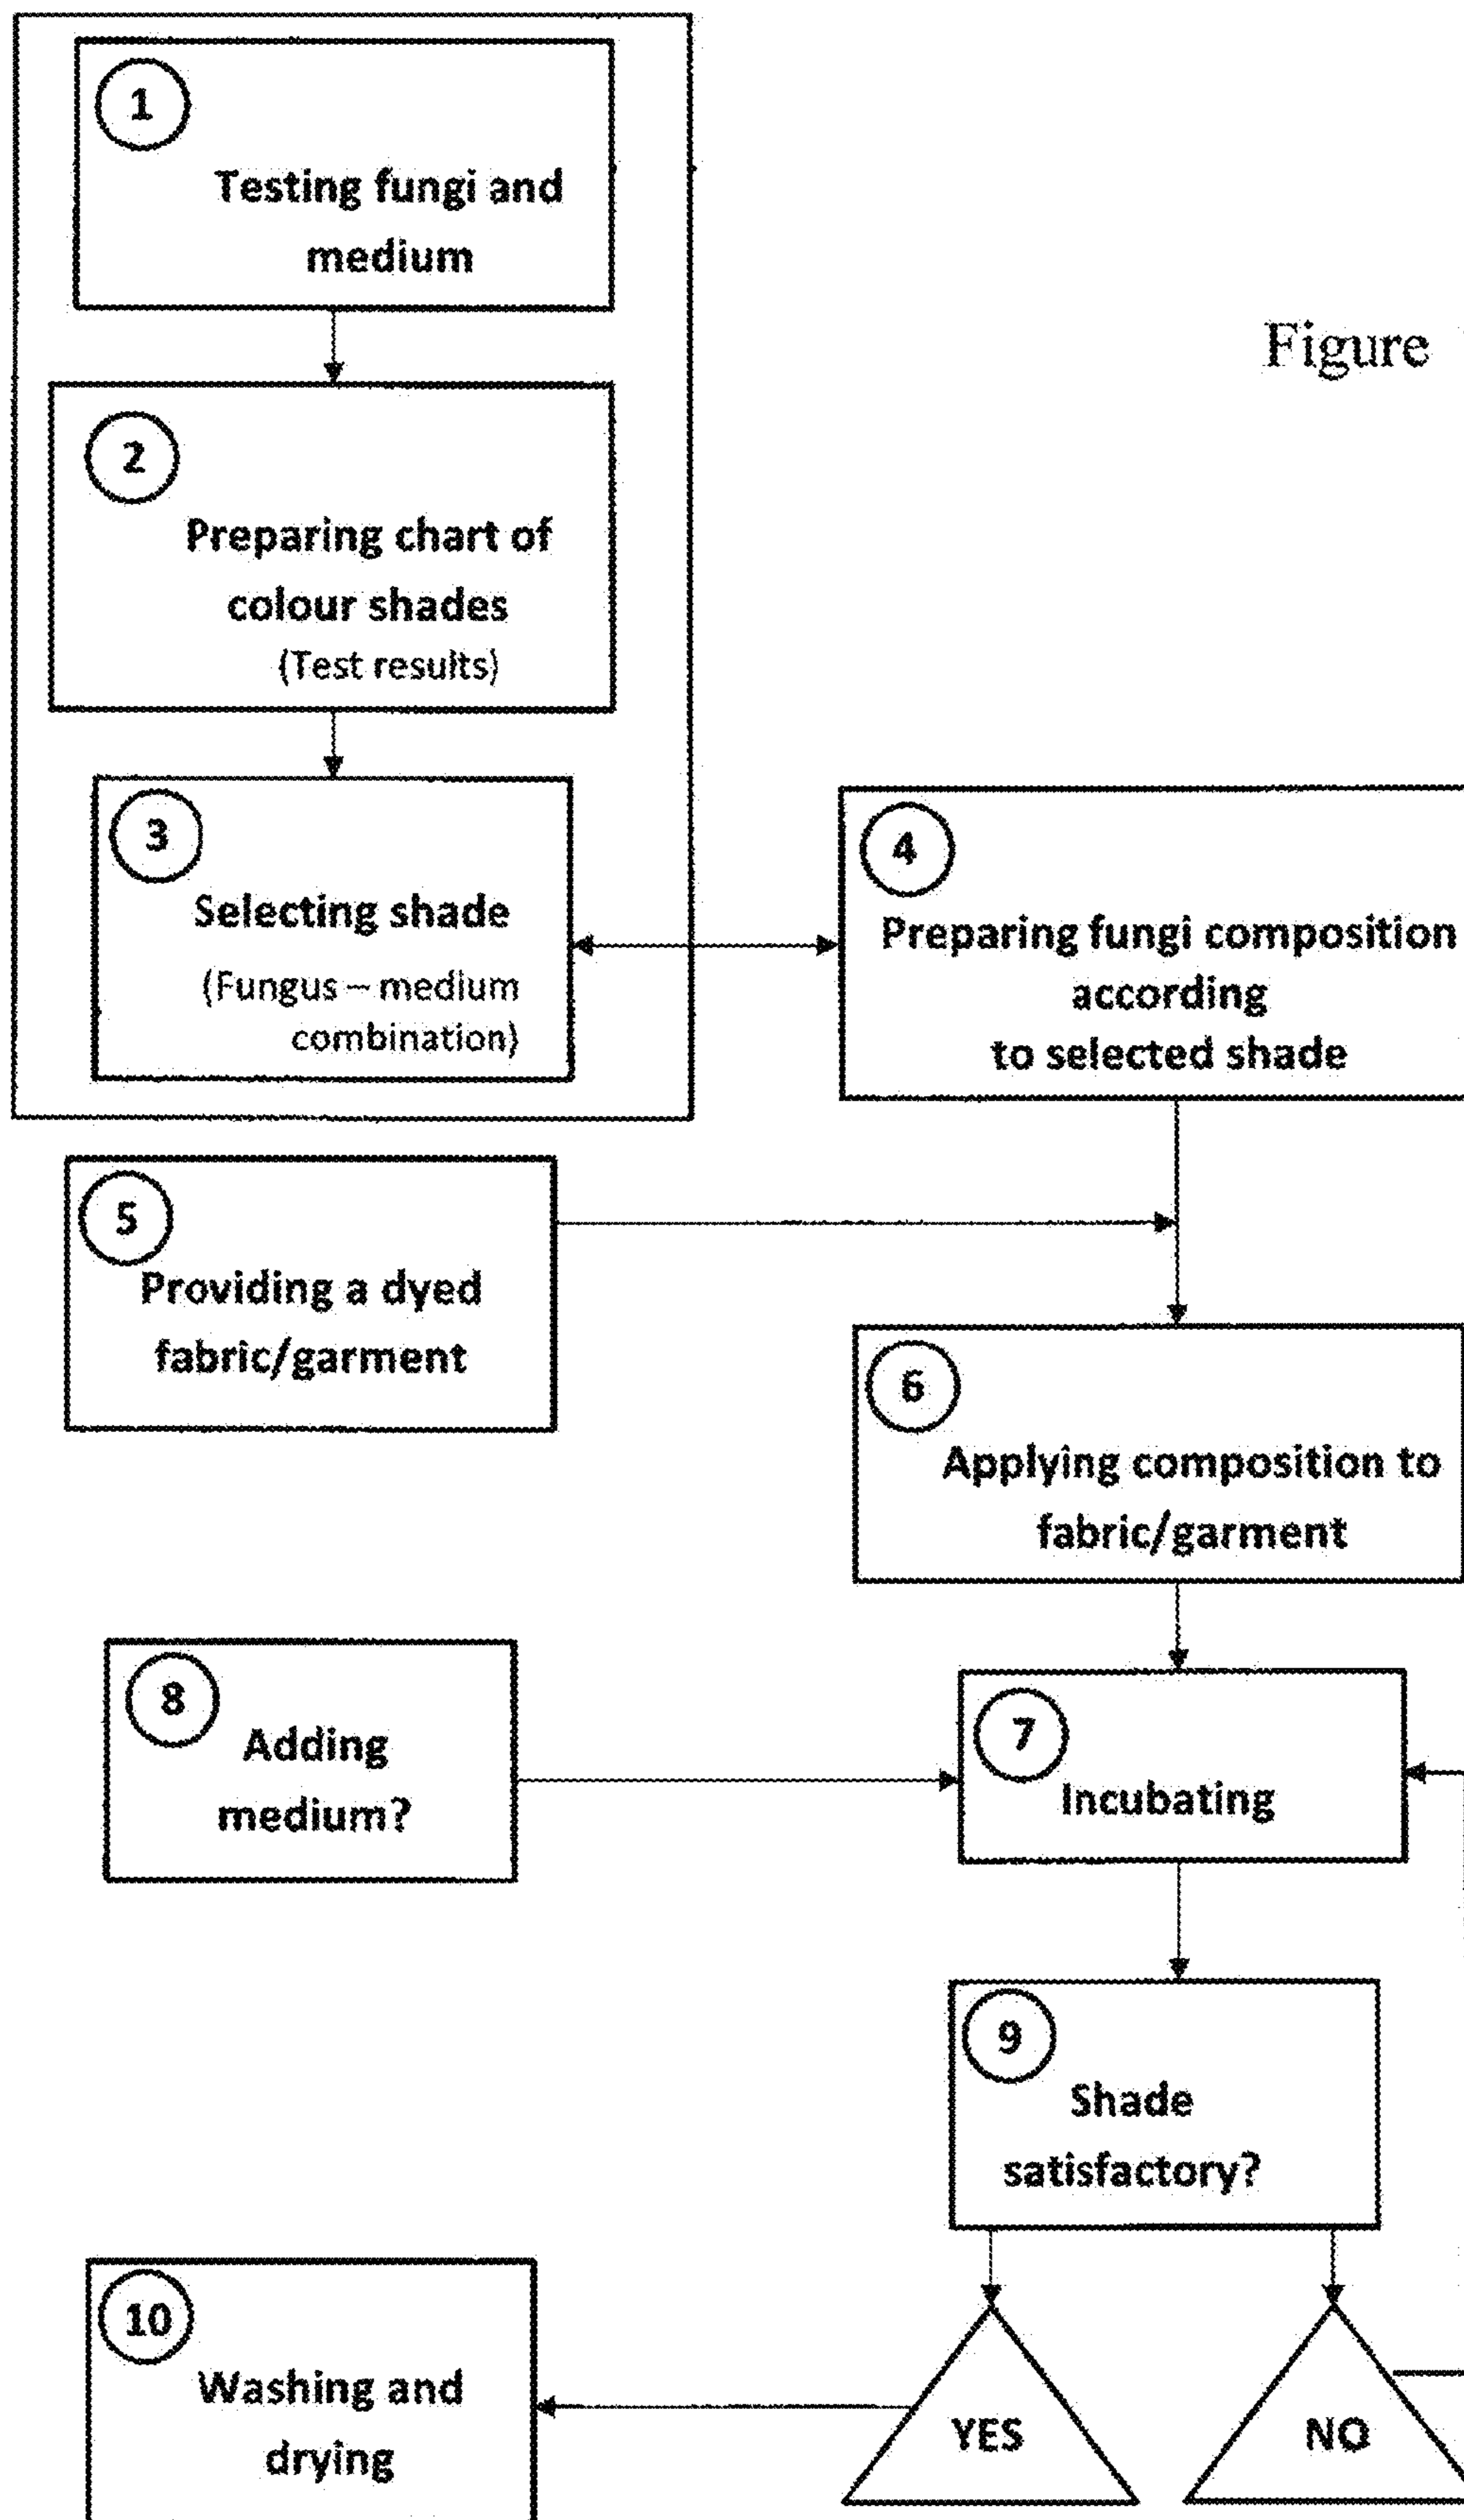 1
Testing fungi and
medium
Figure
2
Preparing chart of
colour shades
(Test results)
3
Selecting shade
(Fungus – medium
combination)
4
Preparing fungi composition
according
to selected shade
5
Providing a dyed
fabric/garment
6
Applying composition to
fabric/garment
8
Adding
medium?
7
Incubating
9
Shade
satisfactory?
10
Washing and
drying
YES
NO